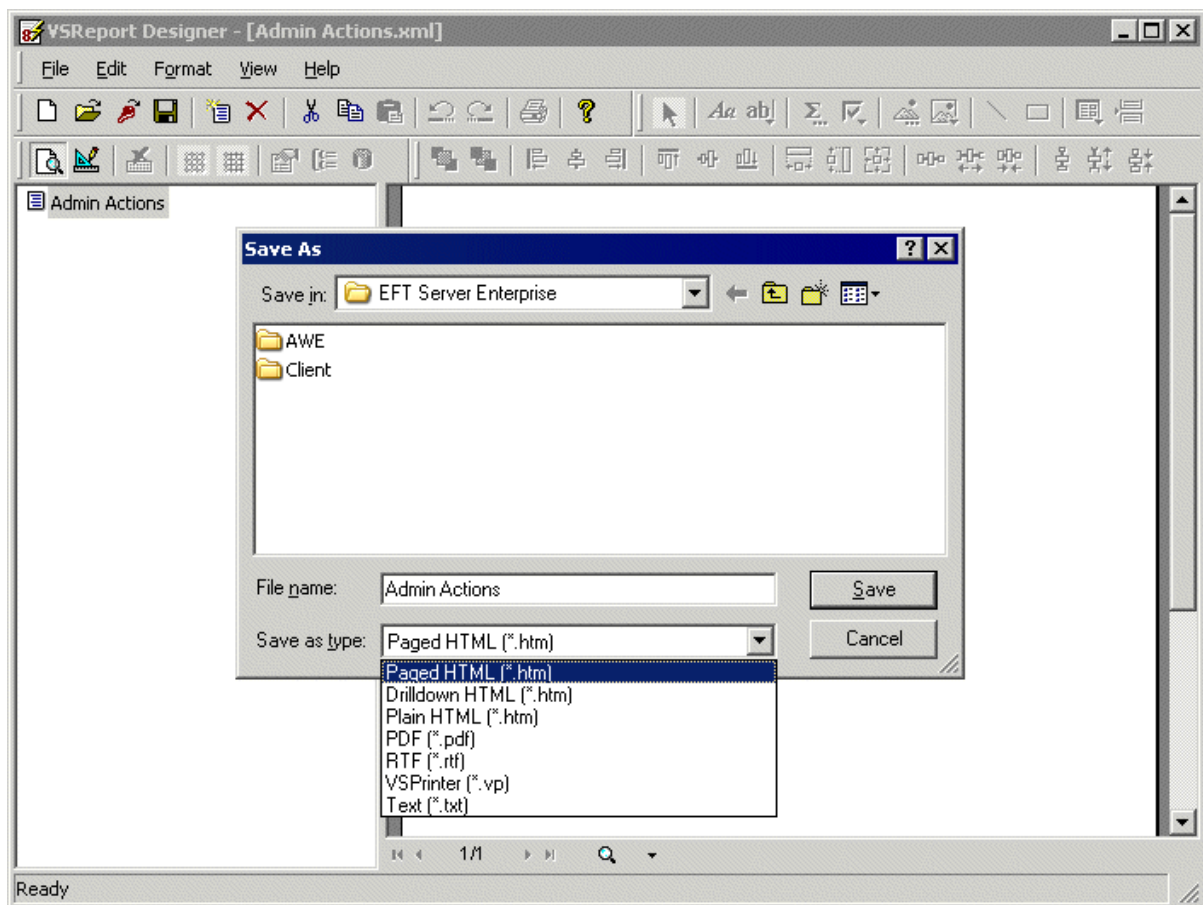 VSReport Designer - [Admin Actions.xml]
File Edit Format View Help
Admin Actions
Save As
Save in: EFT Server Enterprise
AWE
Client
File name: Admin Actions Save
Save as type: Paged HTML (*.htm) Cancel
Paged HTML (*.htm)
Drilldown HTML (*.htm)
Plain HTML (*.htm)
PDF (*.pdf)
RTF (*.rtf)
VSPrinter (*.vp)
Text (*.txt)
1/1
Ready